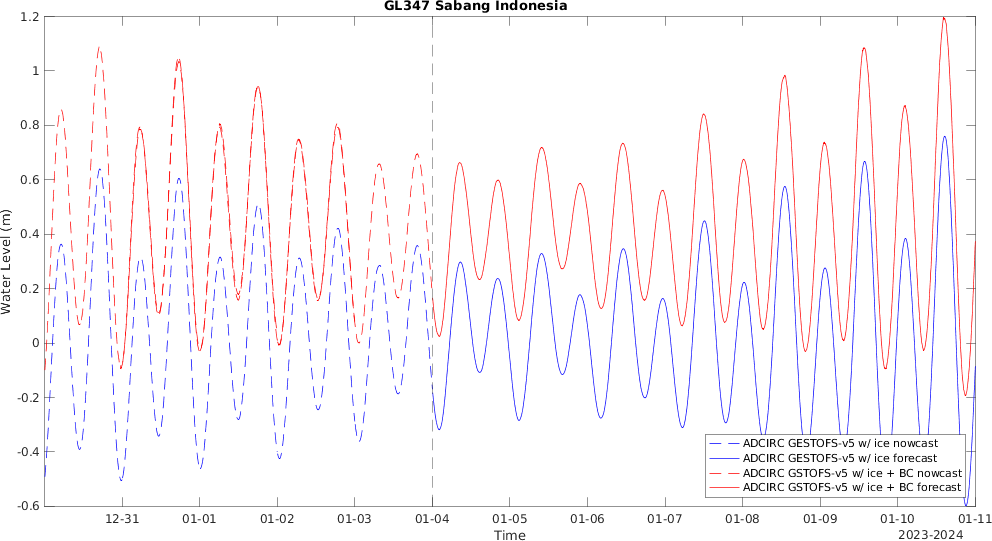 GL347 Sabang Indonesia
1.2
1
0.8
0.6
0.4
0.2
0
-0.2
-0.4
-0.6
Water Level (m)
ADCIRC GESTOFS-v5 w/ ice nowcast
ADCIRC GESTOFS-v5 w/ ice forecast
ADCIRC GSTOFS-v5 w/ ice + BC nowcast
ADCIRC GSTOFS-v5 w/ ice + BC forecast
12-31 01-01 01-02 01-03 01-04 01-05 01-06 01-07 01-08 01-09 01-10 01-11
Time
2023-2024